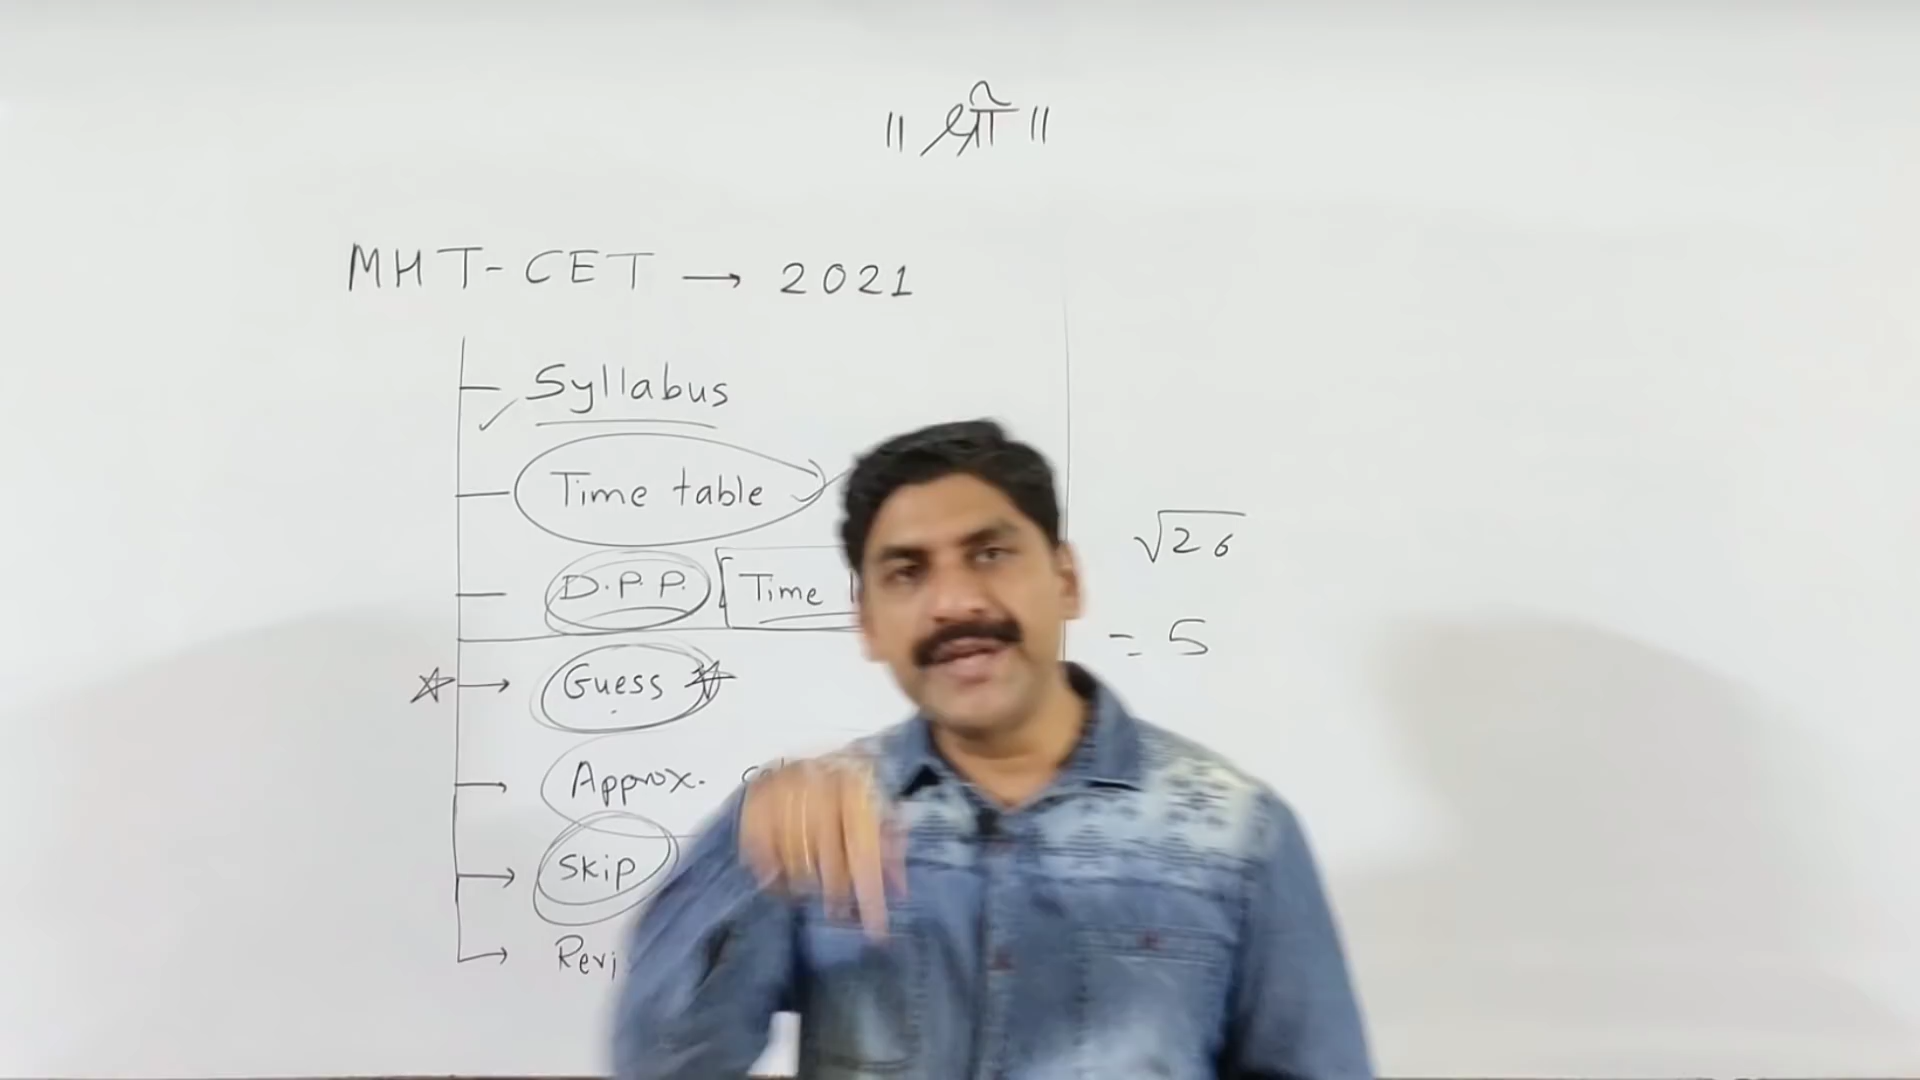 ॥ श्री ॥
MHT-CET → 2021
Syllabus
Time table
D.P.P. [Time
Guess
Approx.
Skip
√26
= 5